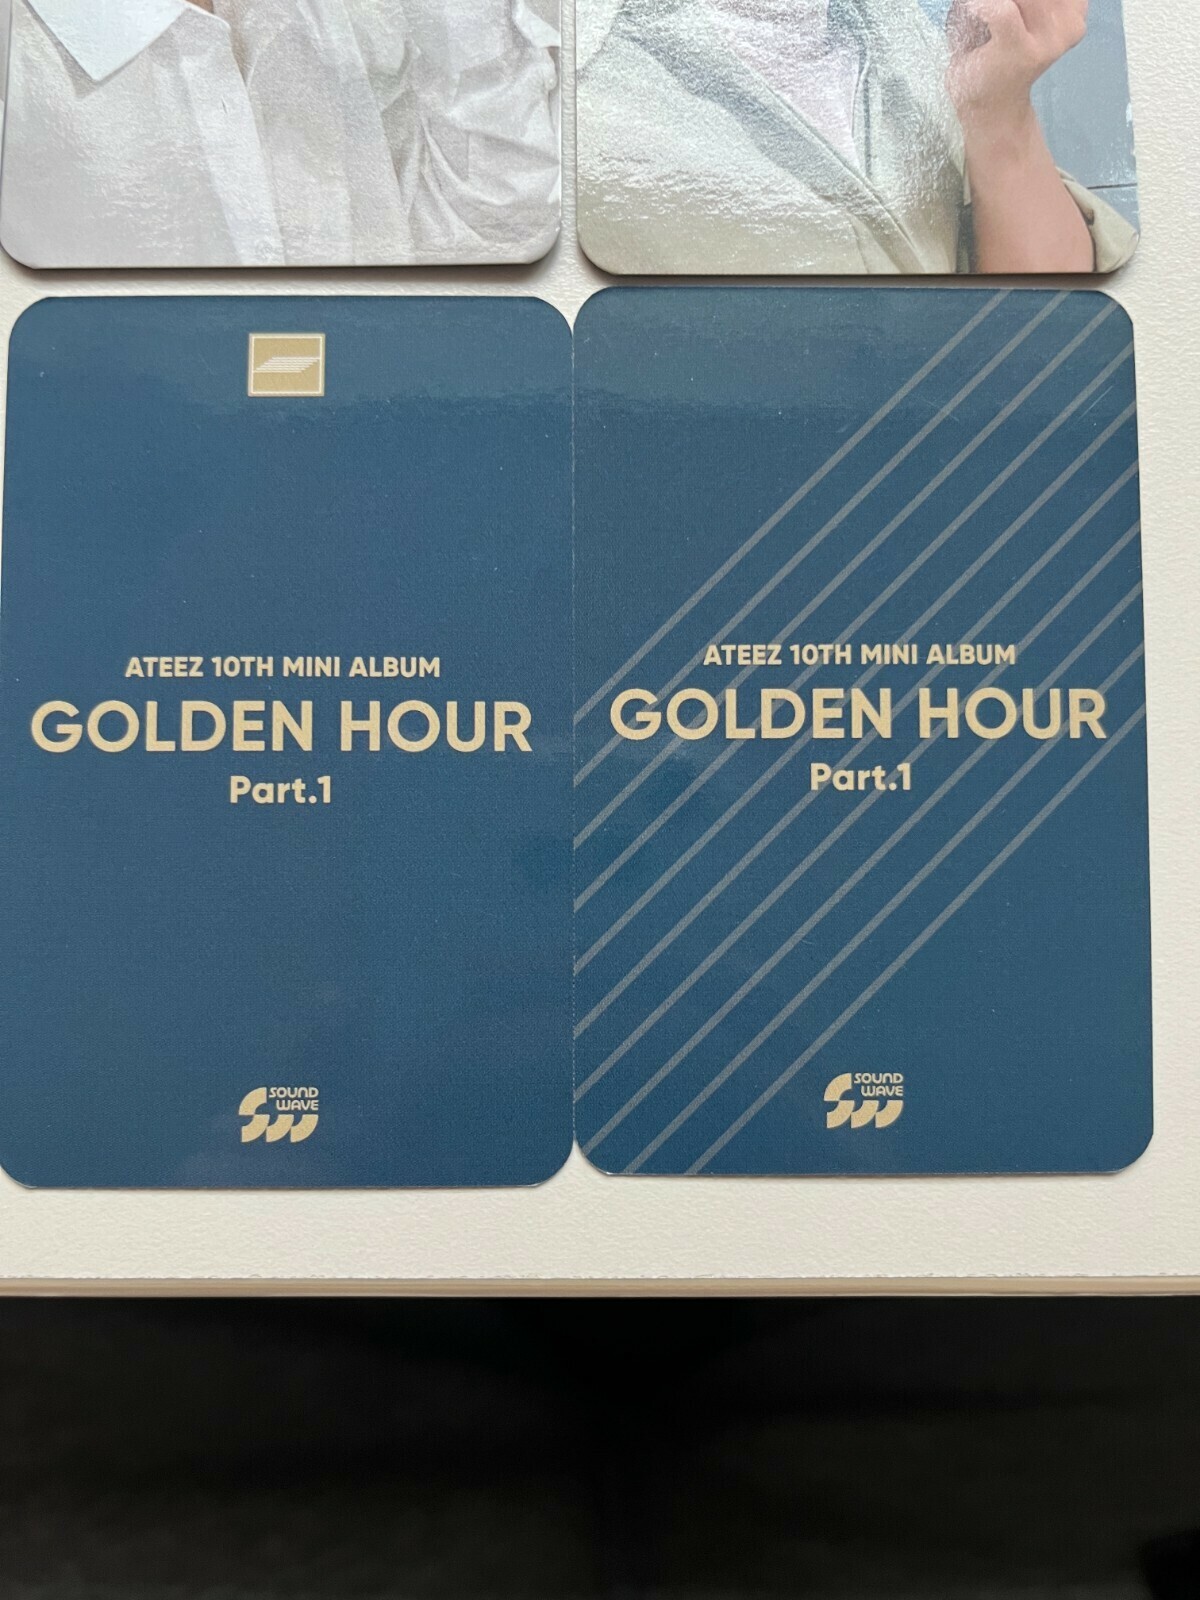 ATEEZ 10TH MINI ALBUM
GOLDEN HOUR
Part.1
SOUND
WAVE
ATEEZ 10TH MINI ALBUM
GOLDEN HOUR
Part.1
SOUND
WAVE